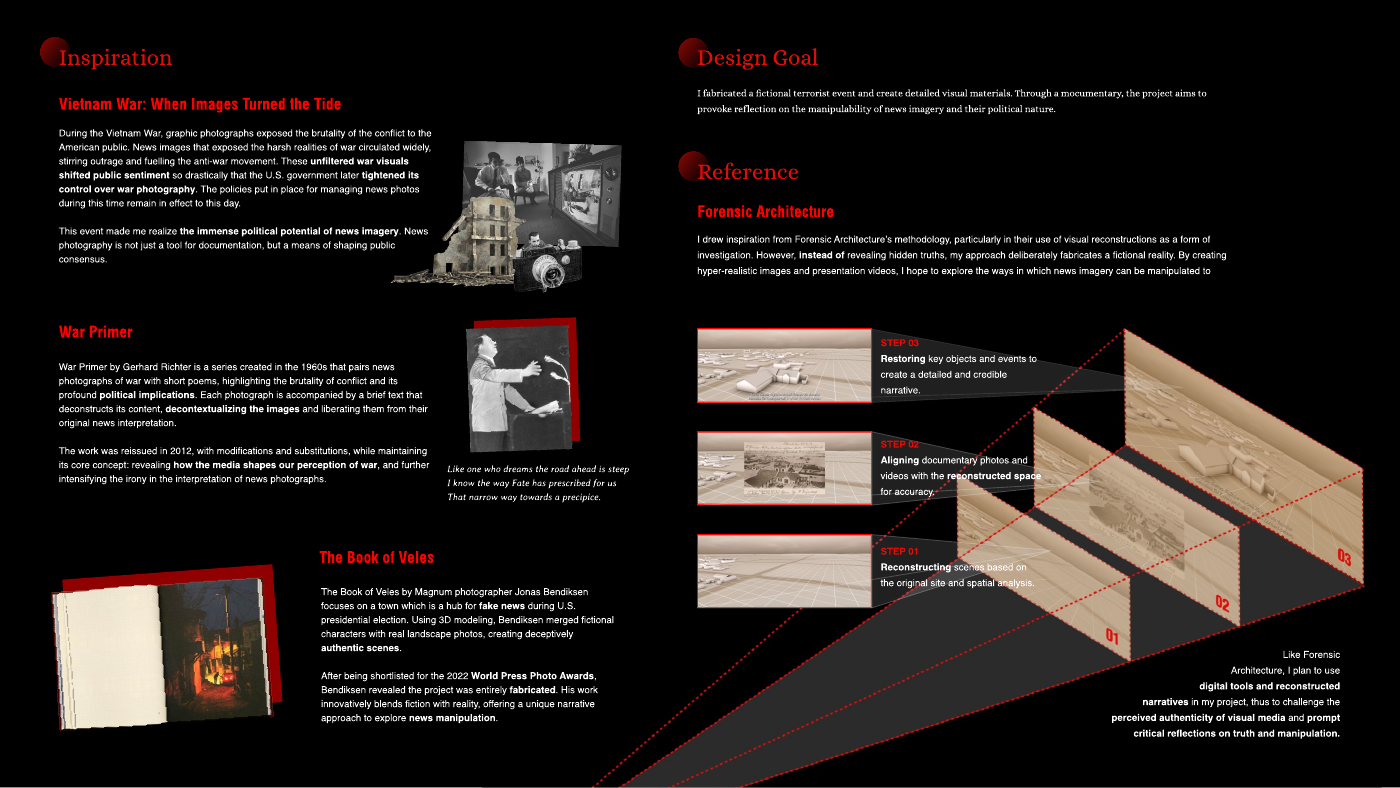 Inspiration
Vietnam War: When Images Turned the Tide
During the Vietnam War, graphic photographs exposed the brutality of the conflict to the
American public. News images that exposed the harsh realities of war circulated widely,
stirring outrage and fuelling the anti-war movement. These unfiltered war visuals
shifted public sentiment so drastically that the U.S. government later tightened its
control over war photography. The policies put in place for managing news photos
during this time remain in effect to this day.
This event made me realize the immense political potential of news imagery. News
photography is not just a tool for documentation, but a means of shaping public
consensus.
War Primer
War Primer by Gerhard Richter is a series created in the 1960s that pairs news
photographs of war with short poems, highlighting the brutality of conflict and its
profound political implications. Each photograph is accompanied by a brief text that
deconstructs its content, decontextualizing the images and liberating them from their
original news interpretation.
The work was reissued in 2012, with modifications and substitutions, while maintaining
its core concept: revealing how the media shapes our perception of war, and further
intensifying the irony in the interpretation of news photographs.
Like one who dreams the road ahead is steep
I know the way Fate has prescribed for us
That narrow way towards a precipice.
The Book of Veles
The Book of Veles by Magnum photographer Jonas Bendiksen
focuses on a town which is a hub for fake news during U.S.
presidential election. Using 3D modeling, Bendiksen merged fictional
characters with real landscape photos, creating deceptively
authentic scenes.
After being shortlisted for the 2022 World Press Photo Awards,
Bendiksen revealed the project was entirely fabricated. His work
innovatively blends fiction with reality, offering a unique narrative
approach to explore news manipulation.
Design Goal
I fabricated a fictional terrorist event and create detailed visual materials. Through a mocumentary, the project aims to
provoke reflection on the manipulability of news imagery and their political nature.
Reference
Forensic Architecture
I drew inspiration from Forensic Architecture's methodology, particularly in their use of visual reconstructions as a form of
investigation. However, instead of revealing hidden truths, my approach deliberately fabricates a fictional reality. By creating
hyper-realistic images and presentation videos, I hope to explore the ways in which news imagery can be manipulated to
STEP 03
Restoring key objects and events to
create a detailed and credible
narrative.
STEP 02
Aligning documentary photos and
videos with the reconstructed space
for accuracy.
STEP 01
Reconstructing scenes based on
the original site and spatial analysis.
03
02
01
Like Forensic
Architecture, I plan to use
digital tools and reconstructed
narratives in my project, thus to challenge the
perceived authenticity of visual media and prompt
critical reflections on truth and manipulation.